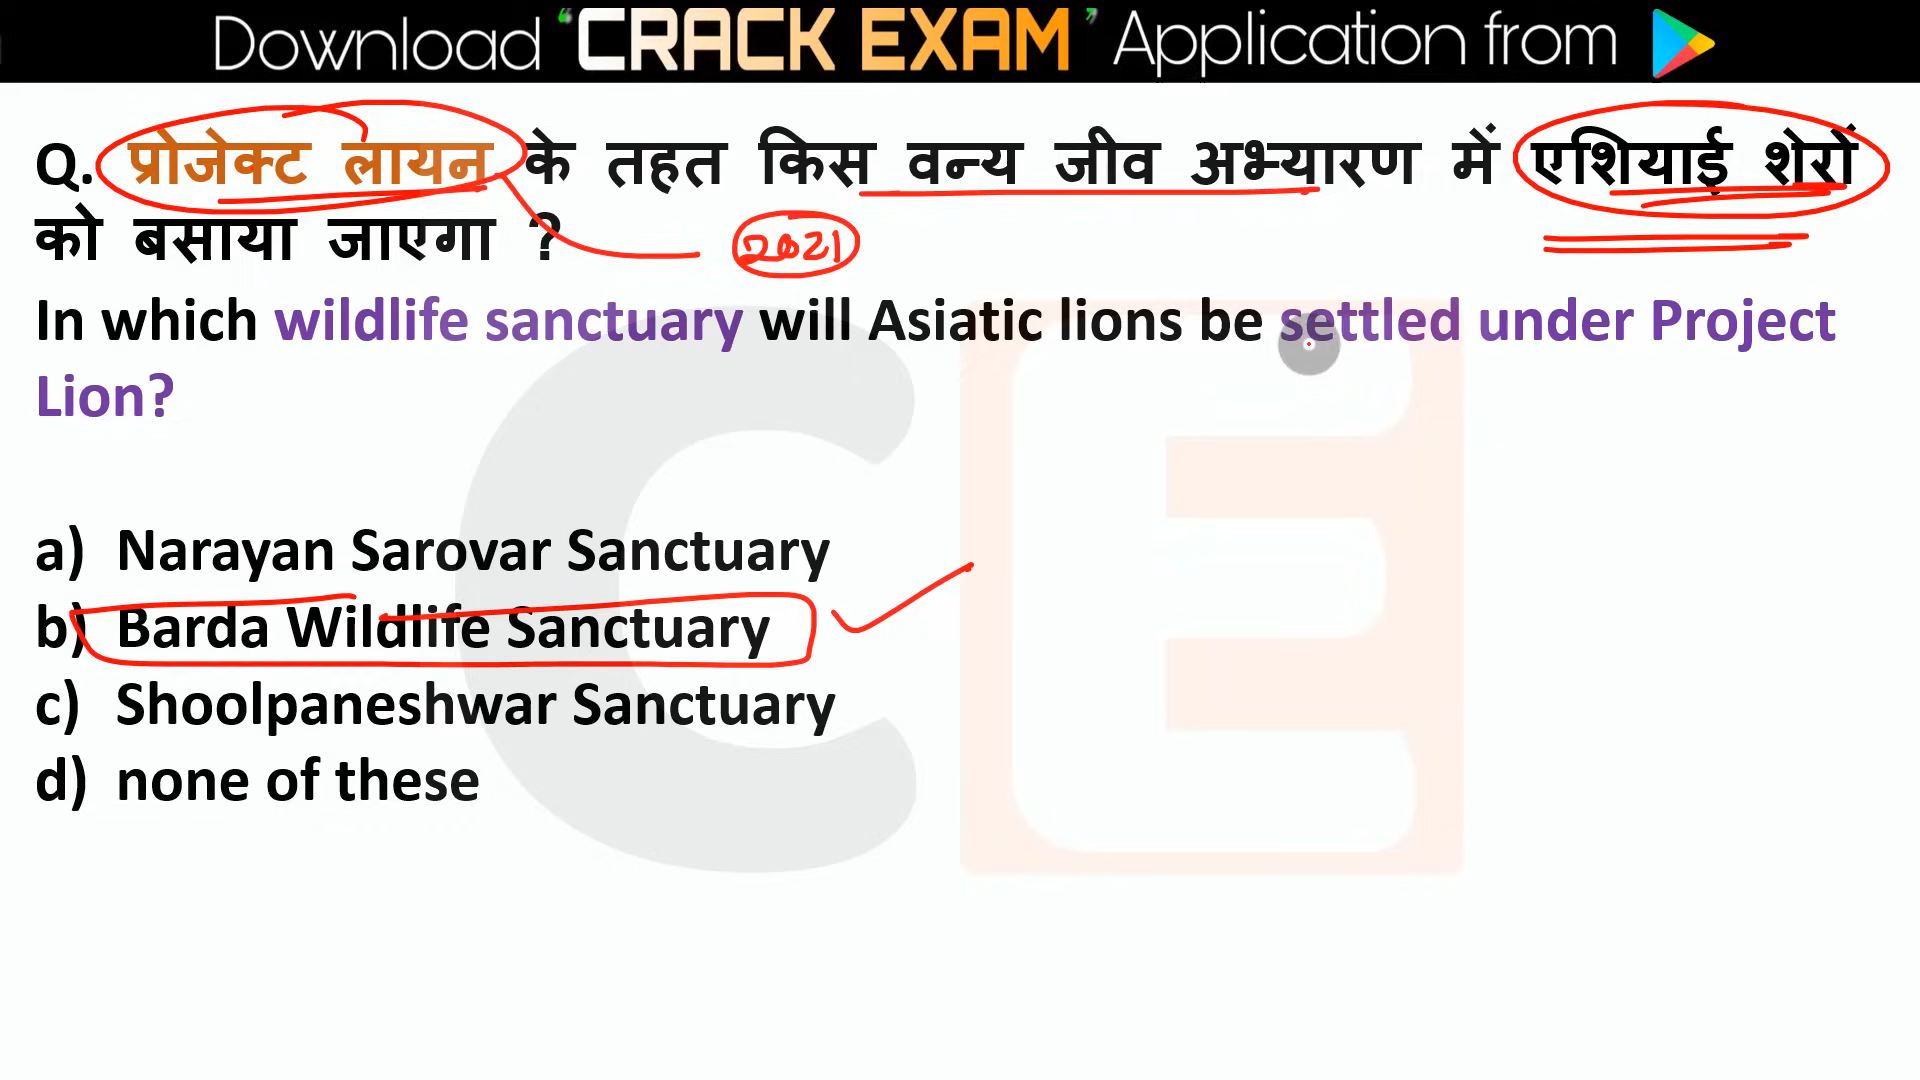 Download ‘CRACK EXAM’ Application from
Q. प्रोजेक्ट लायन के तहत किस वन्य जीव अभ्यारण में एशियाई शेरों
को बसाया जाएगा ?
2021
In which wildlife sanctuary will Asiatic lions be settled under Project
Lion?
a) Narayan Sarovar Sanctuary
b) Barda Wildlife Sanctuary
c) Shoolpaneshwar Sanctuary
d) none of these
CE